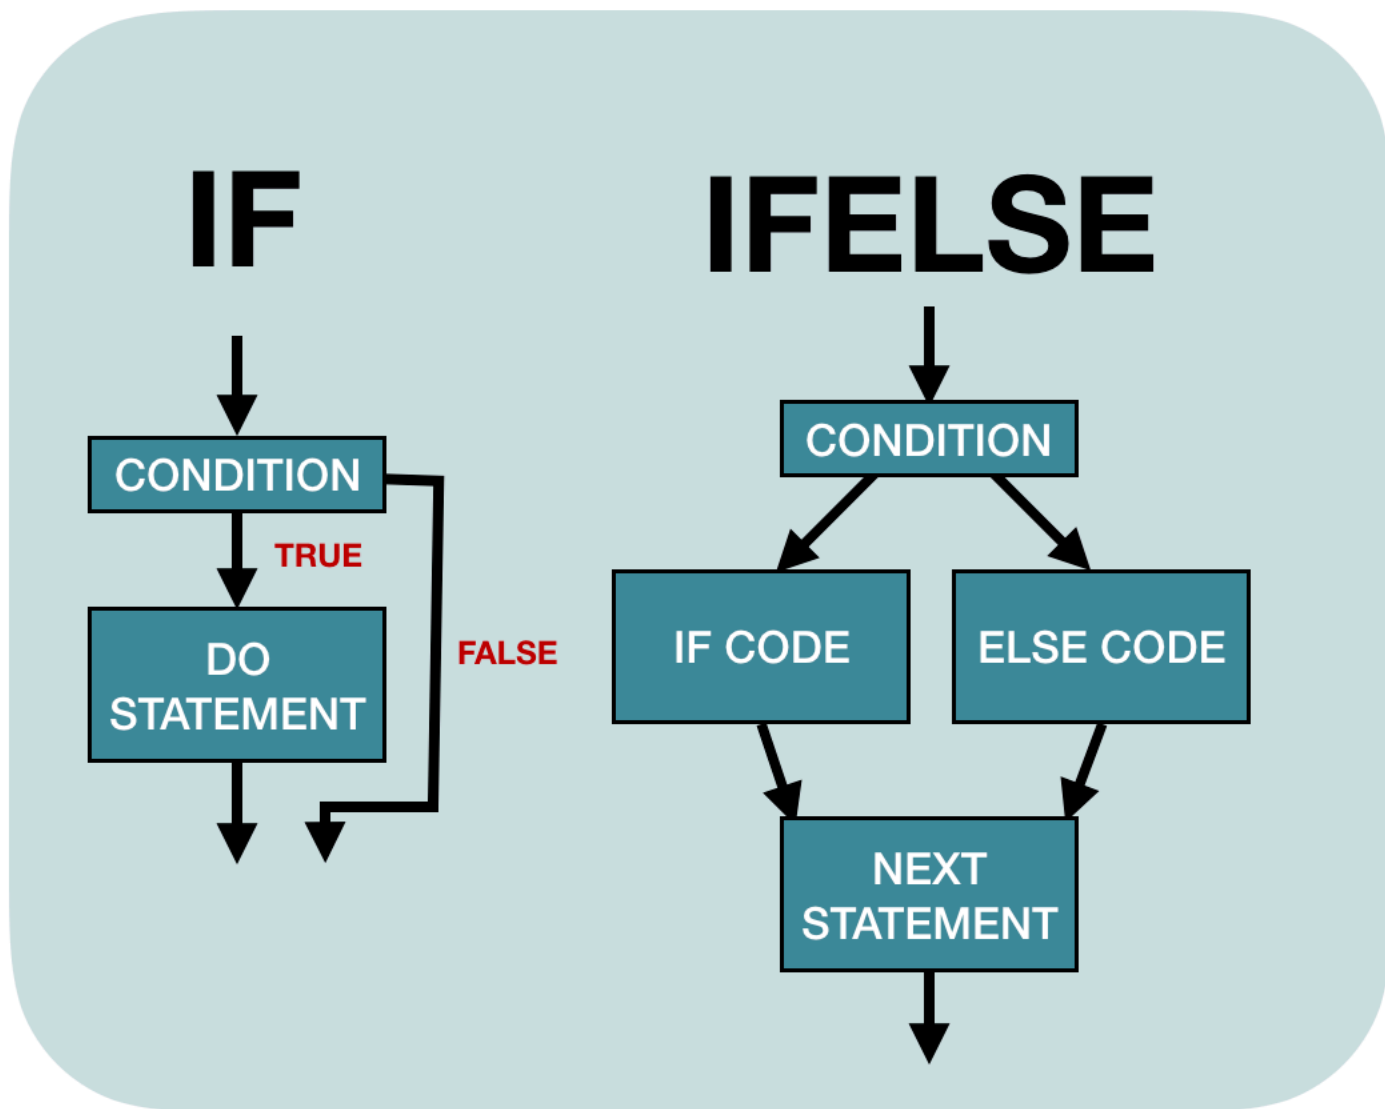 IF
CONDITION
TRUE
DO
STATEMENT
FALSE
IFELSE
CONDITION
IF CODE
ELSE CODE
NEXT
STATEMENT